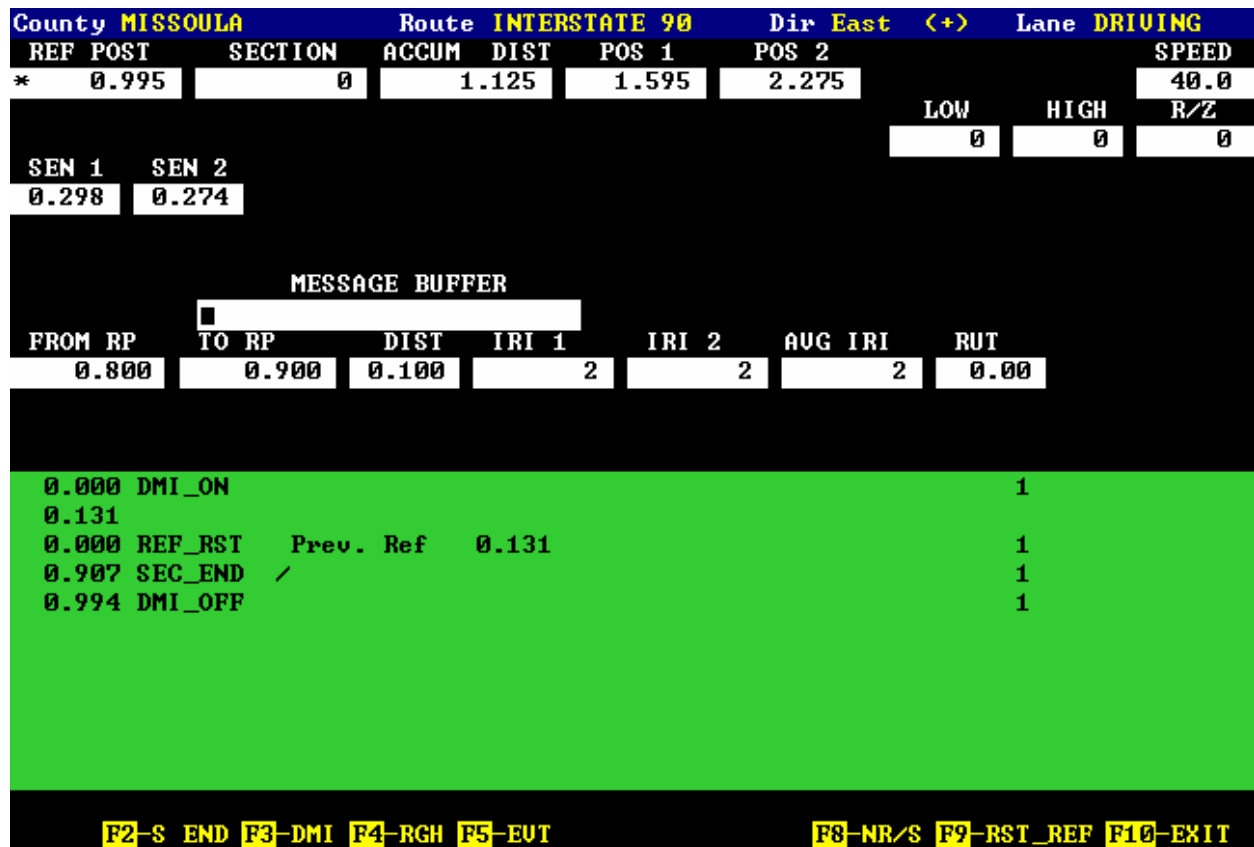 County MISSOULA Route INTERSTATE 90 Dir East (+) Lane DRIVING
REF POST SECTION ACCUM DIST POS 1 POS 2 SPEED
* 0.995 0 1.125 1.595 2.275 40.0
LOW HIGH R/Z
0 0 0
SEN 1 SEN 2
0.298 0.274
MESSAGE BUFFER
FROM RP TO RP DIST IRI 1 IRI 2 AVG IRI RUT
0.800 0.900 0.100 2 2 2 0.00
0.000 DMI_ON 1
0.131
0.000 REF_RST Prev. Ref 0.131 1
0.907 SEC_END / 1
0.994 DMI_OFF 1
F2-S END F3-DMI F4-RGH F5-EVT F8-NR/S F9-RST_REF F10-EXIT